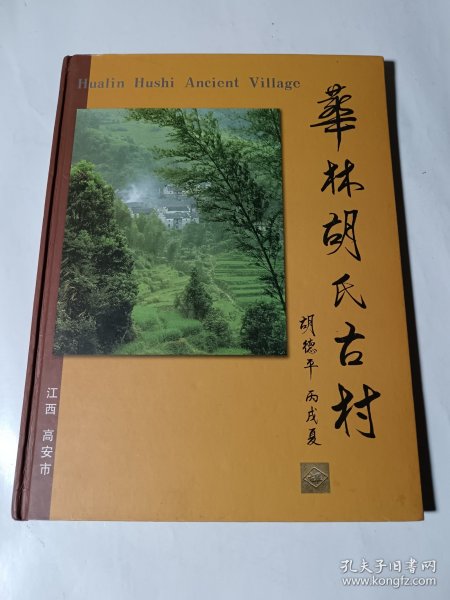 Hualin Hushi Ancient Village
華林胡氏古村
胡德平 丙戌夏
江西 高安市
孔夫子旧书网
www.kongfz.com